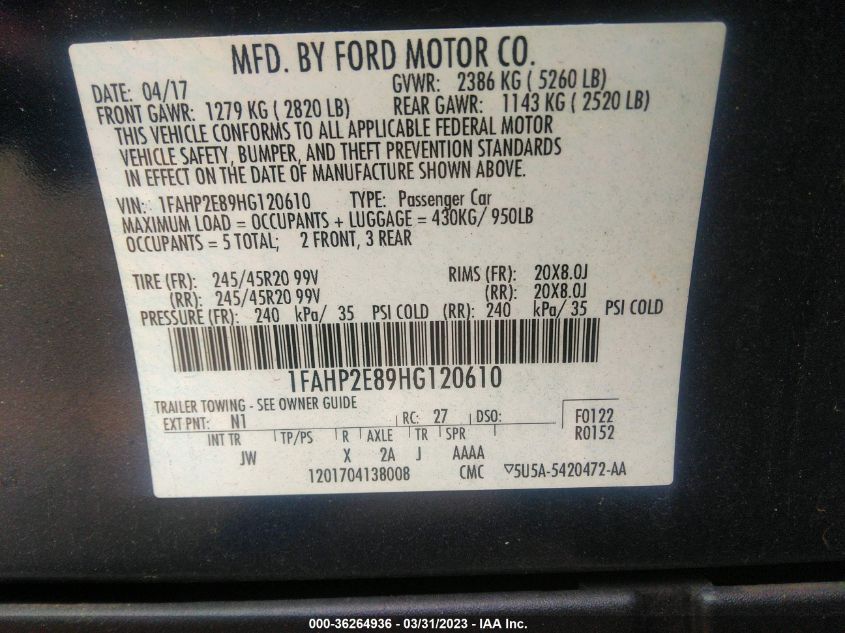 MFD. BY FORD MOTOR CO.
DATE: 04/17 GVWR: 2386 KG ( 5260 LB)
FRONT GAWR: 1279 KG ( 2820 LB) REAR GAWR: 1143 KG ( 2520 LB)
THIS VEHICLE CONFORMS TO ALL APPLICABLE FEDERAL MOTOR
VEHICLE SAFETY, BUMPER, AND THEFT PREVENTION STANDARDS
IN EFFECT ON THE DATE OF MANUFACTURE SHOWN ABOVE.
VIN: 1FAHP2E89HG120610 TYPE: Passenger Car
MAXIMUM LOAD = OCCUPANTS + LUGGAGE = 430KG/ 950LB
OCCUPANTS = 5 TOTAL; 2 FRONT, 3 REAR
TIRE (FR): 245/45R20 99V RIMS (FR): 20X8.0J
(RR): 245/45R20 99V (RR): 20X8.0J
PRESSURE (FR): 240 kPa/ 35 PSI COLD (RR): 240 kPa/ 35 PSI COLD
1FAHP2E89HG120610
TRAILER TOWING - SEE OWNER GUIDE
EXT PNT: N1 RC: 27 DSO: F0122
INT TR TP/PS R AXLE TR SPR R0152
JW X 2A J AAAA
1201704138008 CMC ▽5U5A-5420472-AA
000-36264936 - 03/31/2023 - IAA Inc.